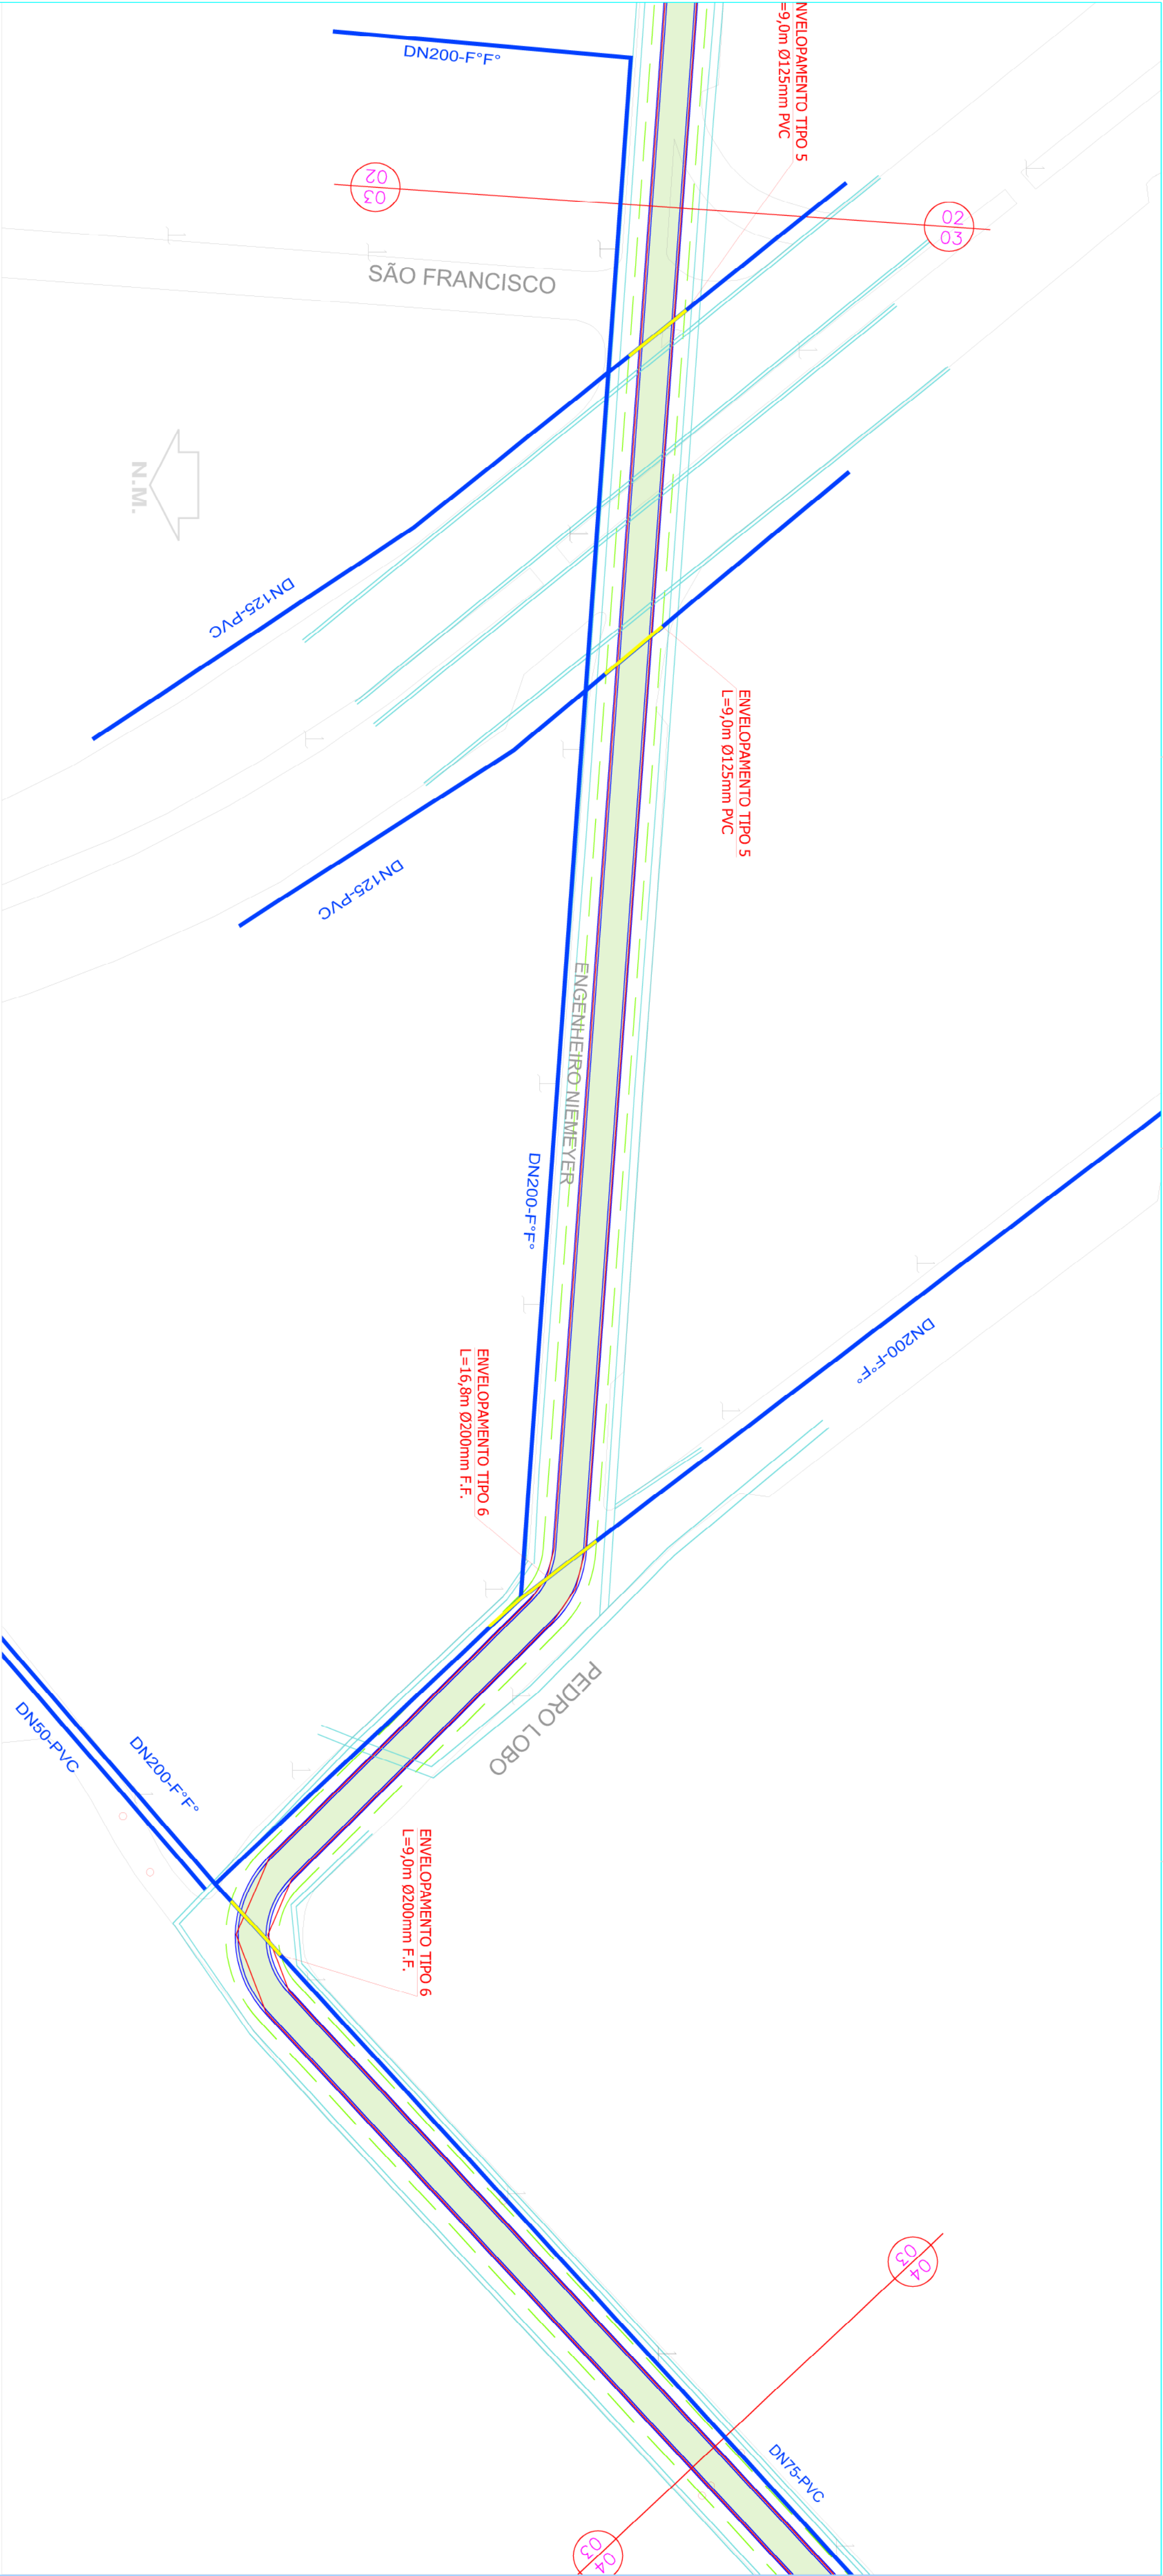 ENVELOPAMENTO TIPO 5
=9,0m Ø125mm PVC
DN200-F°F°
02
03
02
03
SÃO FRANCISCO
N.M.
DN125-PVC
ENVELOPAMENTO TIPO 5
L=9,0m Ø125mm PVC
DN125-PVC
ENGENHEIRO NIEMEYER
DN200-F°F°
DN200-F°F°
ENVELOPAMENTO TIPO 6
L=16,8m Ø200mm F.F.
PEDRO LOBO
DN50-PVC
DN200-F°F°
ENVELOPAMENTO TIPO 6
L=9,0m Ø200mm F.F.
04
03
DN75-PVC
04
03